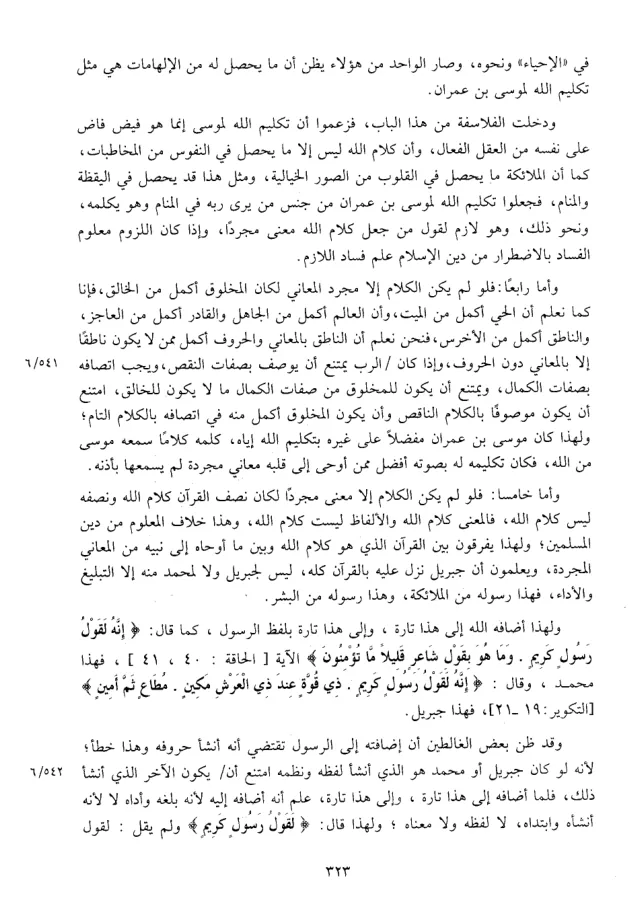 في «الإحياء» ونحوه، وصار الواحد من هؤلاء يظن أن ما يحصل له من الإلهامات هي مثل
تكليم الله لموسى بن عمران.
ودخلت الفلاسفة من هذا الباب، فزعموا أن تكليم الله لموسى إنما هو فيض فاض
على نفسه من العقل الفعال، وأن كلام الله ليس إلا ما يحصل في النفوس من المخاطبات،
كما أن الملائكة ما يحصل في القلوب من الصور الخيالية، ومثل هذا قد يحصل في اليقظة
والمنام، فجعلوا تكليم الله لموسى بن عمران من جنس من يرى ربه في المنام وهو يكلمه،
ونحو ذلك، وهو لازم لقول من جعل كلام الله معنى مجردًا، وإذا كان اللزوم معلوم
الفساد بالاضطرار من دين الإسلام علم فساد اللازم.
وأما رابعًا: فلو لم يكن الكلام إلا مجرد المعاني لكان المخلوق أكمل من الخالق، فإنا
كما نعلم أن الحي أكمل من الميت، وأن العالم أكمل من الجاهل والقادر أكمل من العاجز،
والناطق أكمل من الأخرس، فنحن نعلم أن الناطق بالمعاني والحروف أكمل ممن لا يكون ناطقًا
إلا بالمعاني دون الحروف، وإذا كان / الرب يمتنع أن يوصف بصفات النقص، ويجب اتصافه ٦/٥٤١
بصفات الكمال، ويمتنع أن يكون للمخلوق من صفات الكمال ما لا يكون للخالق، امتنع
أن يكون موصوفًا بالكلام الناقص وأن يكون المخلوق أكمل منه في اتصافه بالكلام التام؛
ولهذا كان موسى بن عمران مفضلاً على غيره بتكليم الله إياه، كلمه كلامًا سمعه موسى
من الله، فكان تكليمه له بصوته أفضل ممن أوحى إلى قلبه معاني مجردة لم يسمعها بأذنه.
وأما خامسا: فلو لم يكن الكلام إلا معنى مجردًا لكان نصف القرآن كلام الله ونصفه
ليس كلام الله، فالمعنى كلام الله والألفاظ ليست كلام الله، وهذا خلاف المعلوم من دين
المسلمين؛ ولهذا يفرقون بين القرآن الذي هو كلام الله وبين ما أوحاه إلى نبيه من المعاني
المجردة، ويعلمون أن جبريل نزل عليه بالقرآن كله، ليس لجبريل ولا لمحمد منه إلا التبليغ
والأداء، فهذا رسوله من الملائكة، وهذا رسوله من البشر.
ولهذا أضافه الله إلى هذا تارة ، وإلى هذا تارة بلفظ الرسول ، كما قال: ﴿ إِنَّهُ لَقَوْلُ
رَسُولٍ كَرِيمٍ . وَمَا هُوَ بِقَوْلِ شَاعِرٍ قَلِيلاً مَّا تُؤْمِنُونَ ﴾ الآية [ الحاقة : ٤٠ ، ٤١ ] ، فهذا
محمد ، وقال : ﴿ إِنَّهُ لَقَوْلُ رَسُولٍ كَرِيمٍ . ذِي قُوَّةٍ عِندَ ذِي الْعَرْشِ مَكِينٍ . مُطَاعٍ ثَمَّ أَمِينٍ ﴾
[التكوير: ١٩ -٢١]، فهذا جبريل.
وقد ظن بعض الغالطين أن إضافته إلى الرسول تقتضي أنه أنشأ حروفه وهذا خطأ؛
لأنه لو كان جبريل أو محمد هو الذي أنشأ لفظه ونظمه امتنع أن/ يكون الآخر الذي أنشأ ٦/٥٤٢
ذلك، فلما أضافه إلى هذا تارة ، وإلى هذا تارة، علم أنه أضافه إليه لأنه بلغه وأداه لا لأنه
أنشأه وابتداه، لا لفظه ولا معناه ؛ ولهذا قال: ﴿ لَقَوْلُ رَسُولٍ كَرِيمٍ ﴾ ولم يقل : لقول
٣٢٣